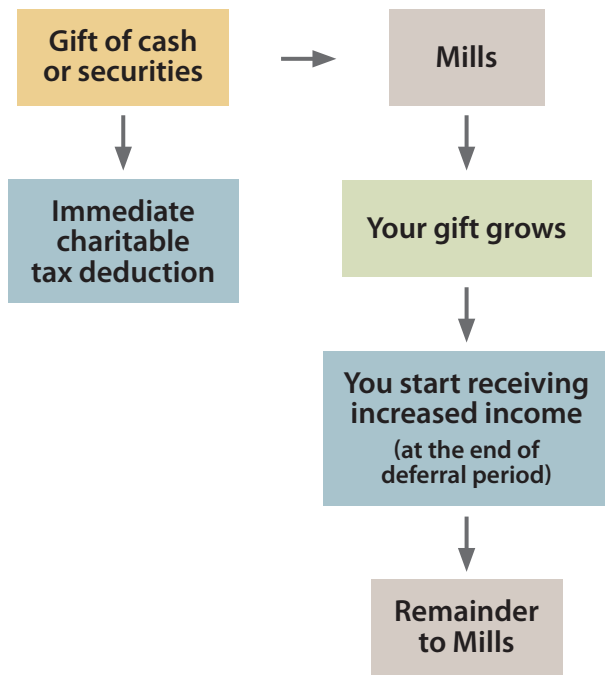 Gift of cash
or securities
Mills
Immediate
charitable
tax deduction
Your gift grows
You start receiving
increased income
(at the end of
deferral period)
Remainder
to Mills